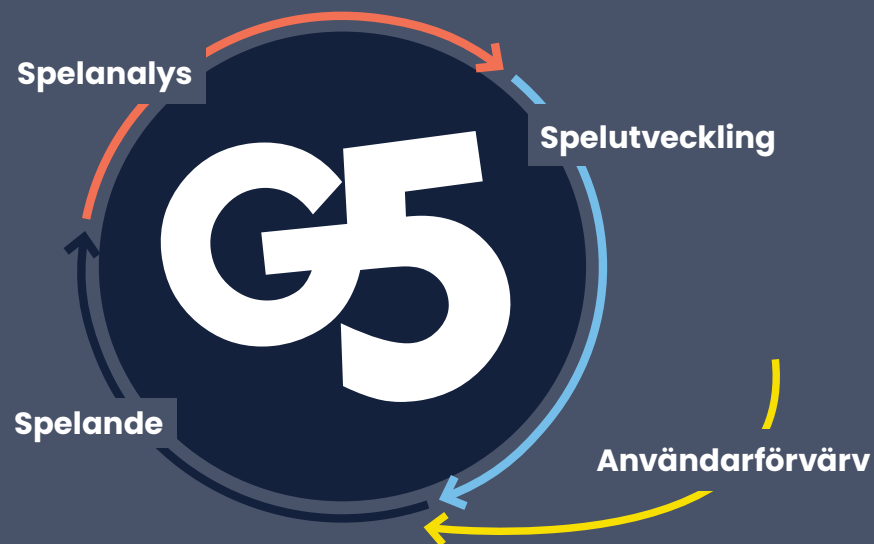 Spelanalys
Spelutveckling
G5
Spelande
Användarförvärv